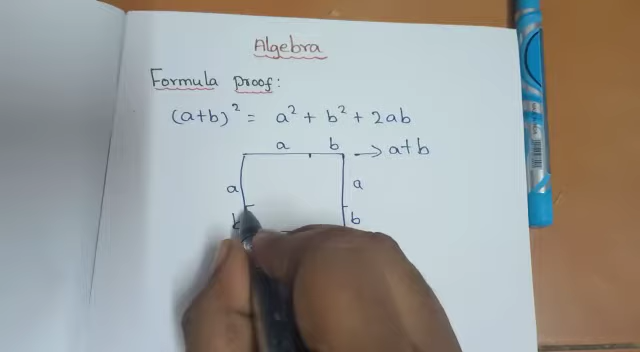 Algebra
Formula proof:
(a+b)² = a² + b² + 2ab
a b → a+b
a a
b b